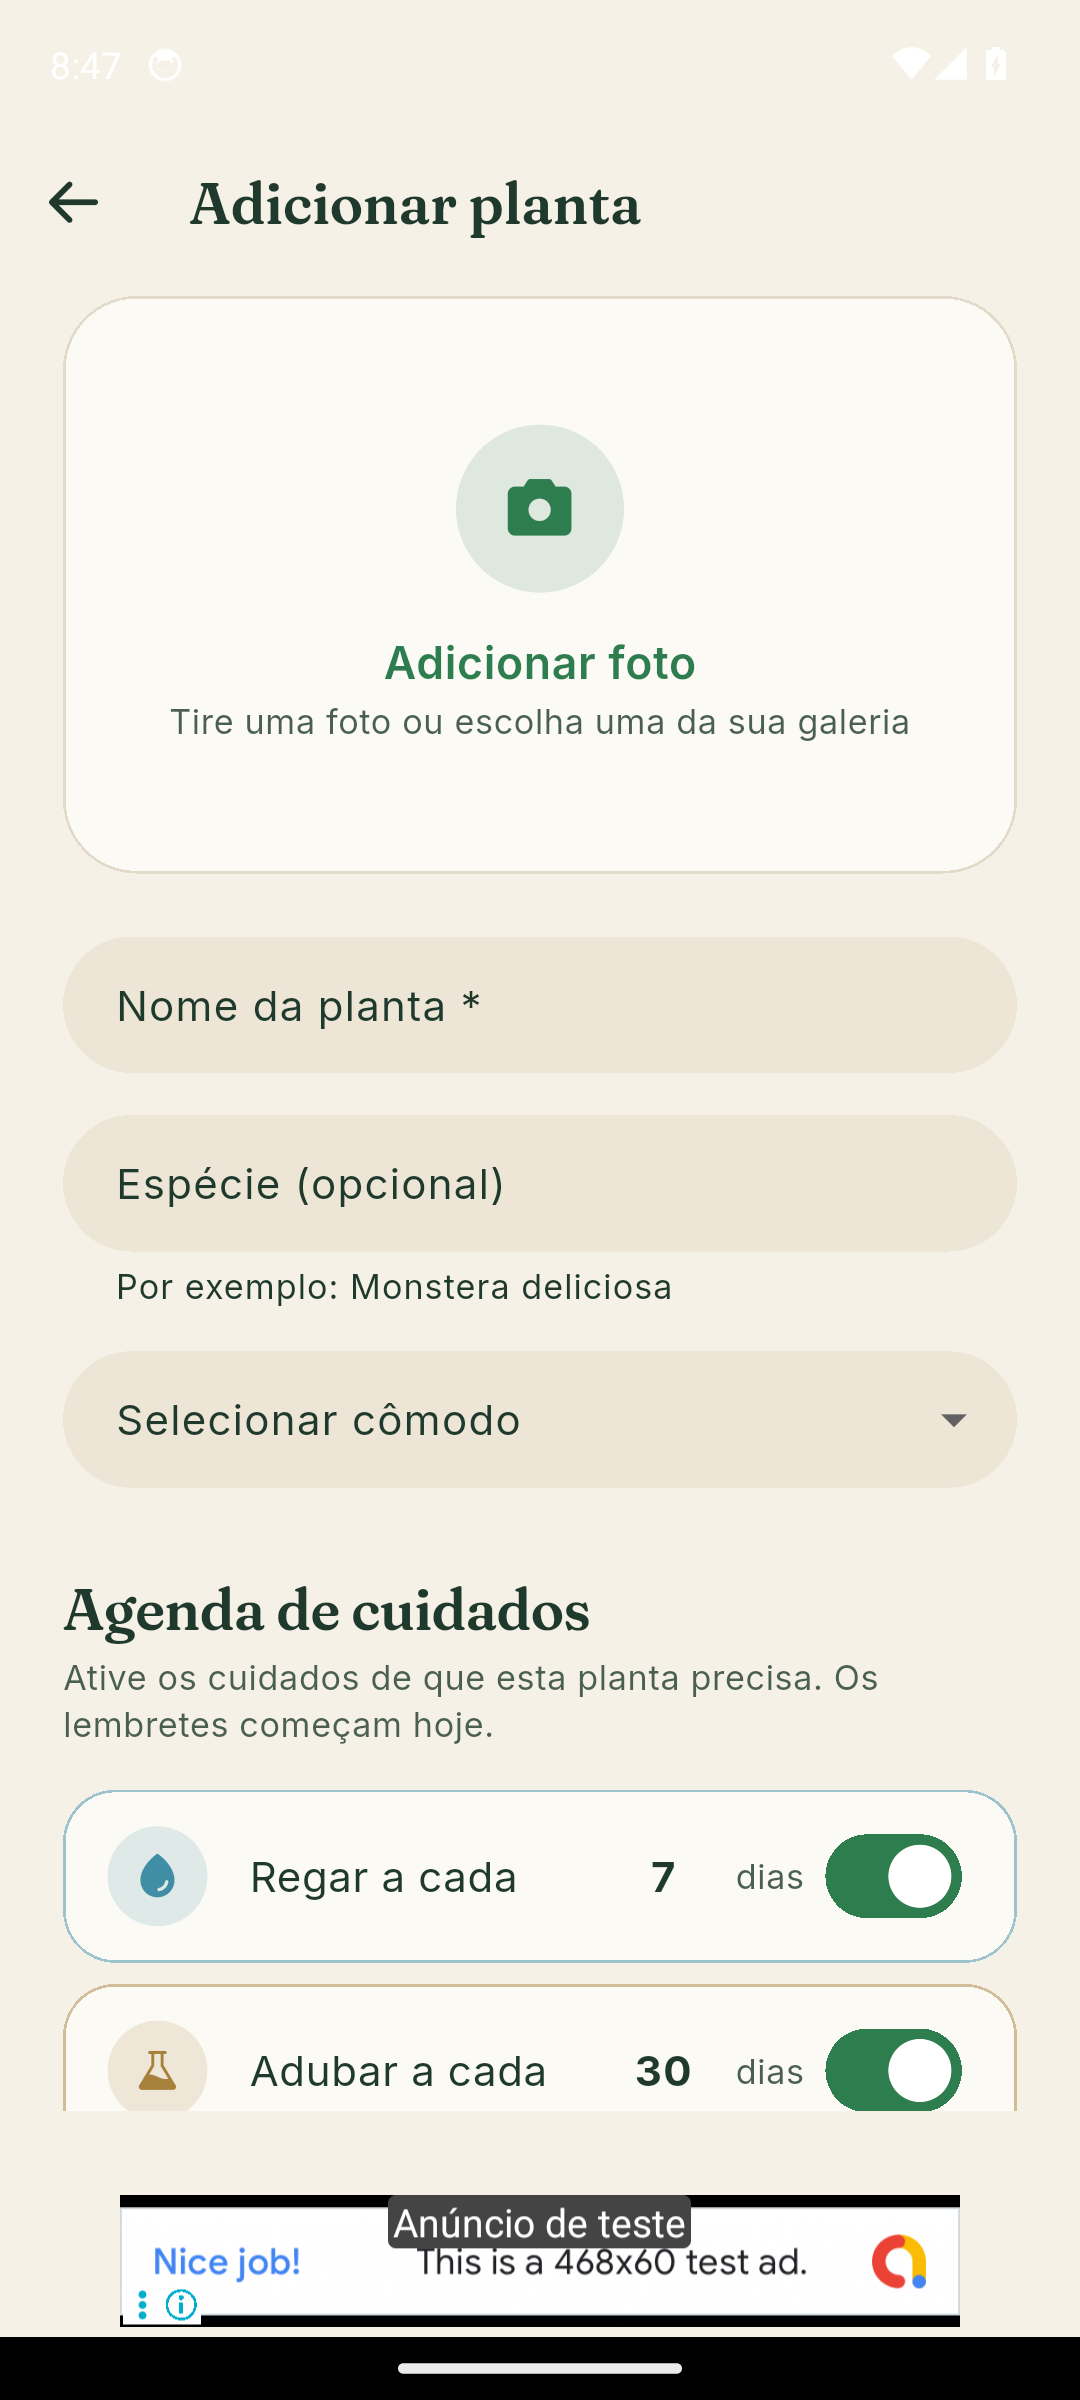 8:47
Adicionar planta
Adicionar foto
Tire uma foto ou escolha uma da sua galeria
Nome da planta *
Espécie (opcional)
Por exemplo: Monstera deliciosa
Selecionar cômodo
Agenda de cuidados
Ative os cuidados de que esta planta precisa. Os
lembretes começam hoje.
Regar a cada 7 dias
Adubar a cada 30 dias
Anúncio de teste
Nice job! This is a 468x60 test ad.